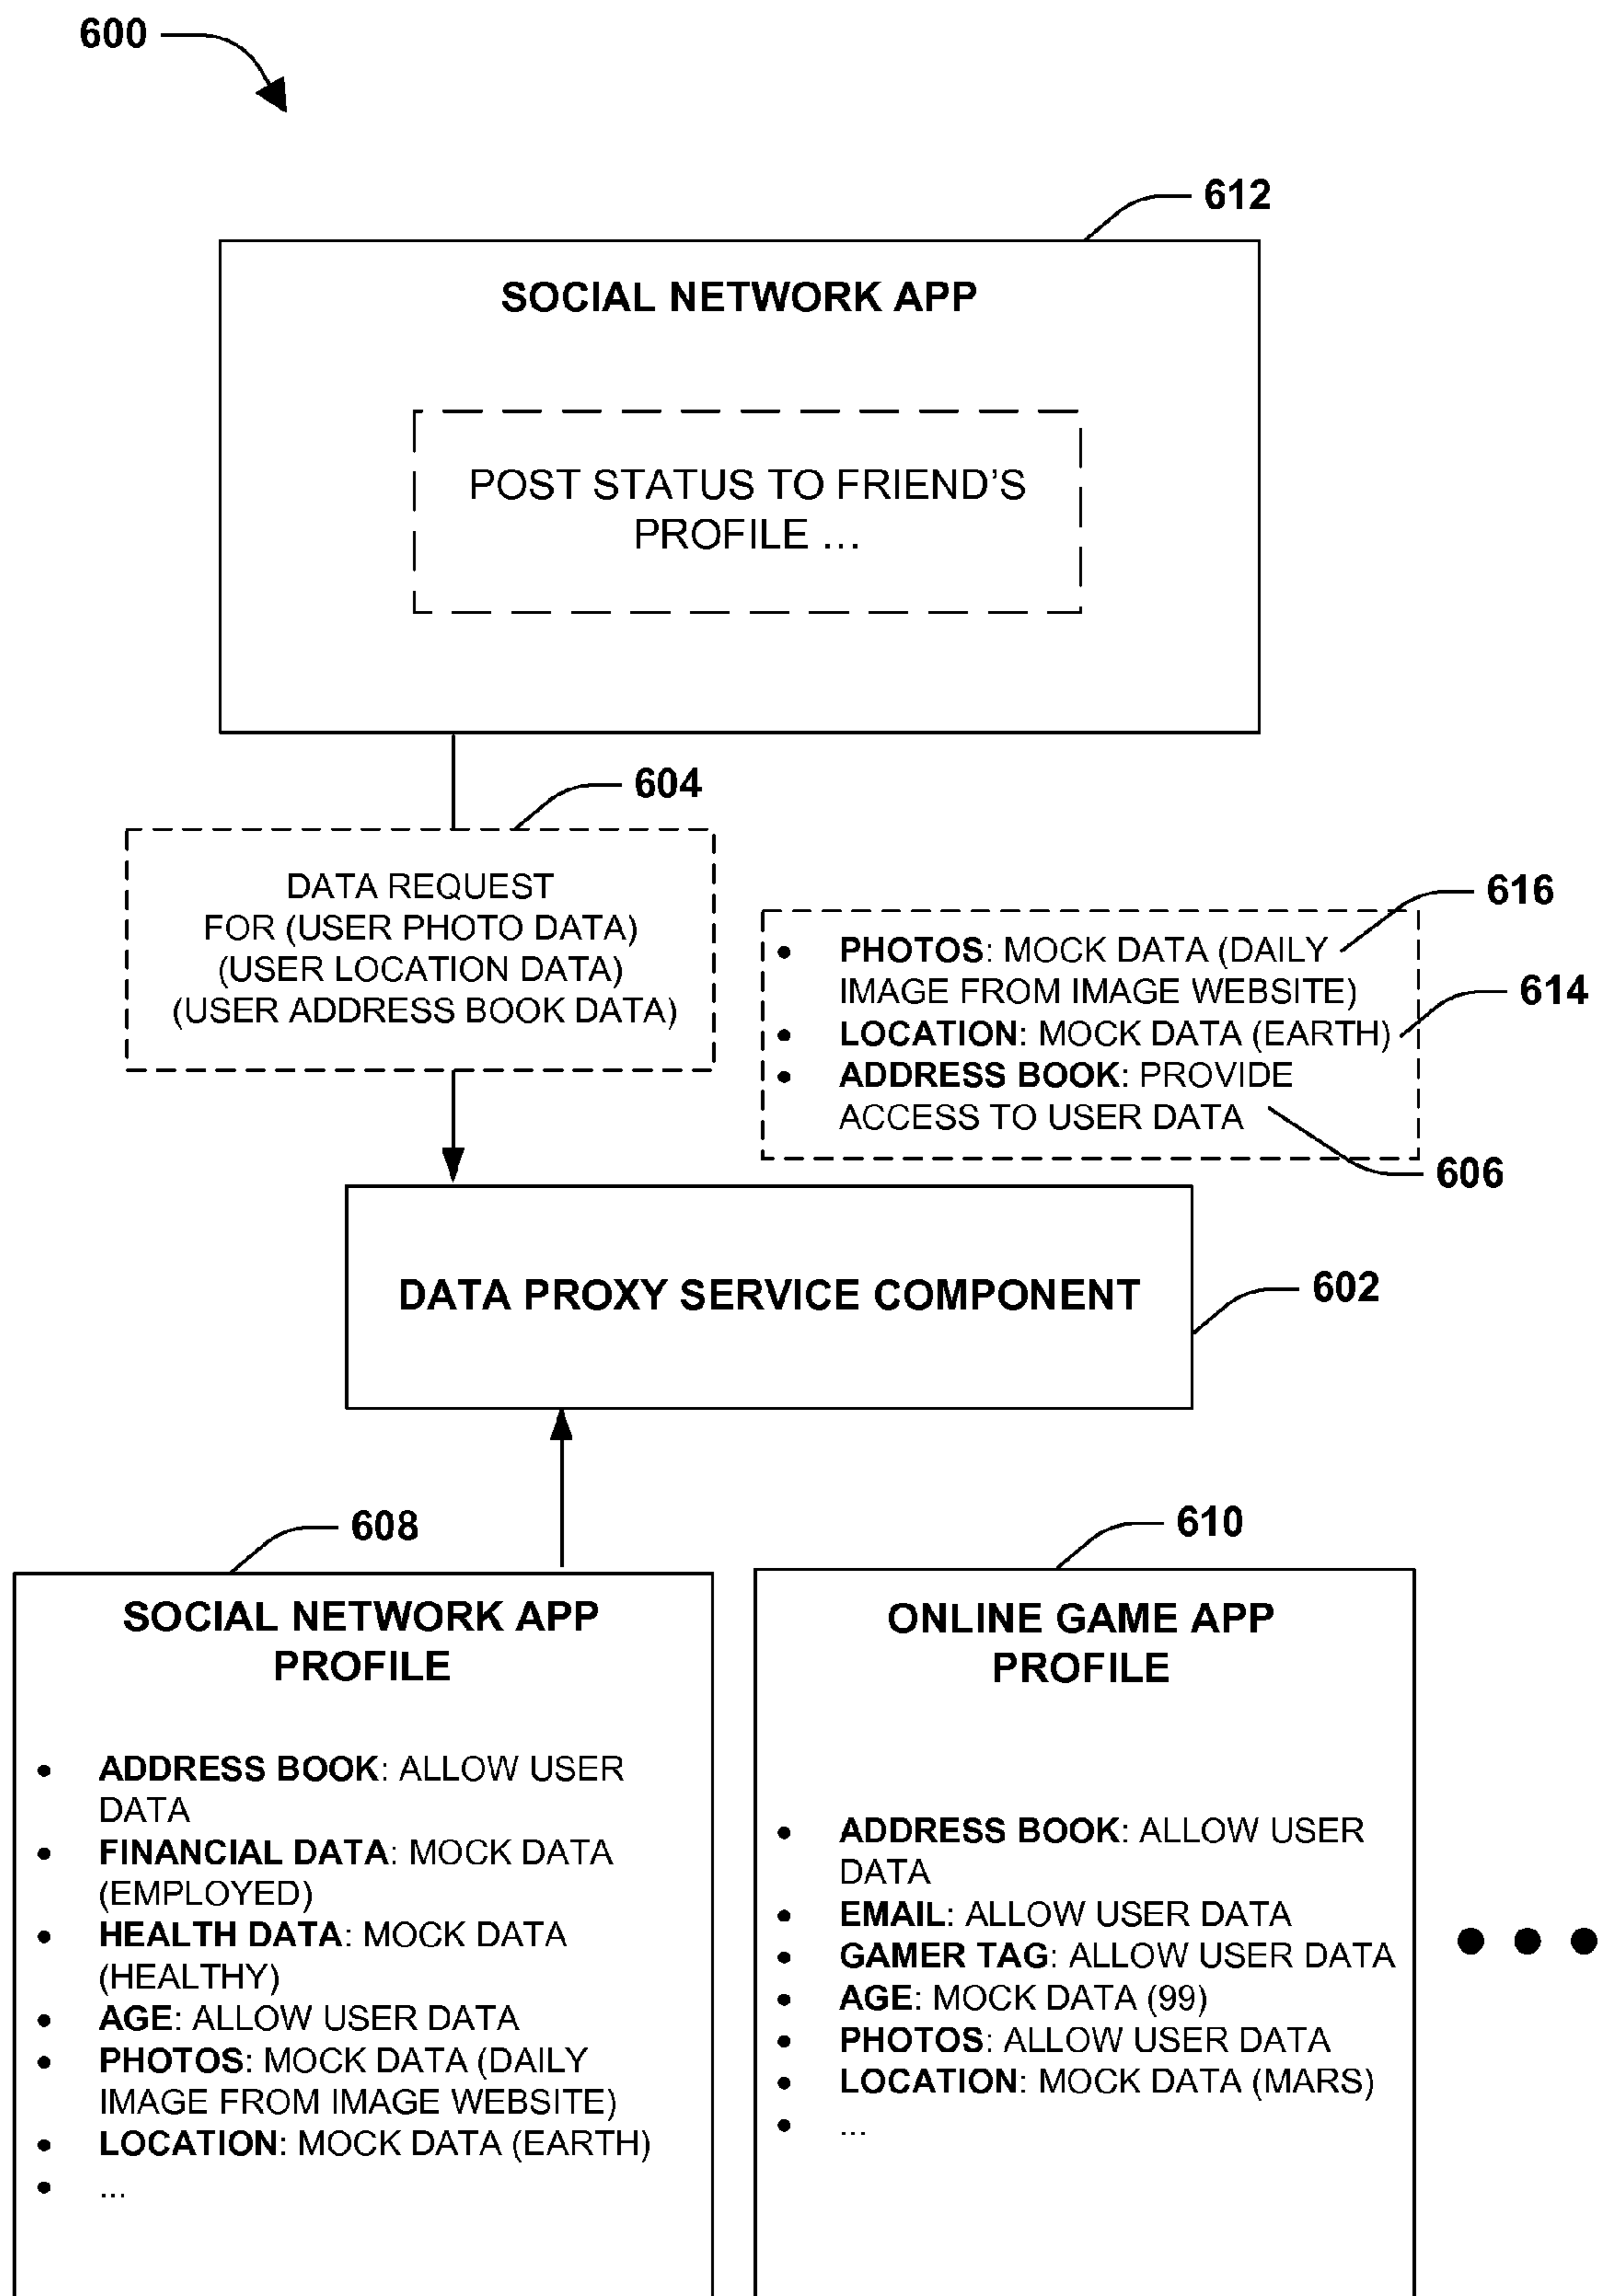 600
612
SOCIAL NETWORK APP
POST STATUS TO FRIEND'S
PROFILE ...
604
DATA REQUEST
FOR (USER PHOTO DATA)
(USER LOCATION DATA)
(USER ADDRESS BOOK DATA)
616
• PHOTOS: MOCK DATA (DAILY
IMAGE FROM IMAGE WEBSITE)
614
• LOCATION: MOCK DATA (EARTH)
• ADDRESS BOOK: PROVIDE
ACCESS TO USER DATA
606
DATA PROXY SERVICE COMPONENT
602
608
SOCIAL NETWORK APP
PROFILE
• ADDRESS BOOK: ALLOW USER
DATA
• FINANCIAL DATA: MOCK DATA
(EMPLOYED)
• HEALTH DATA: MOCK DATA
(HEALTHY)
• AGE: ALLOW USER DATA
• PHOTOS: MOCK DATA (DAILY
IMAGE FROM IMAGE WEBSITE)
• LOCATION: MOCK DATA (EARTH)
• ...
610
ONLINE GAME APP
PROFILE
• ADDRESS BOOK: ALLOW USER
DATA
• EMAIL: ALLOW USER DATA
• GAMER TAG: ALLOW USER DATA
• AGE: MOCK DATA (99)
• PHOTOS: ALLOW USER DATA
• LOCATION: MOCK DATA (MARS)
• ...